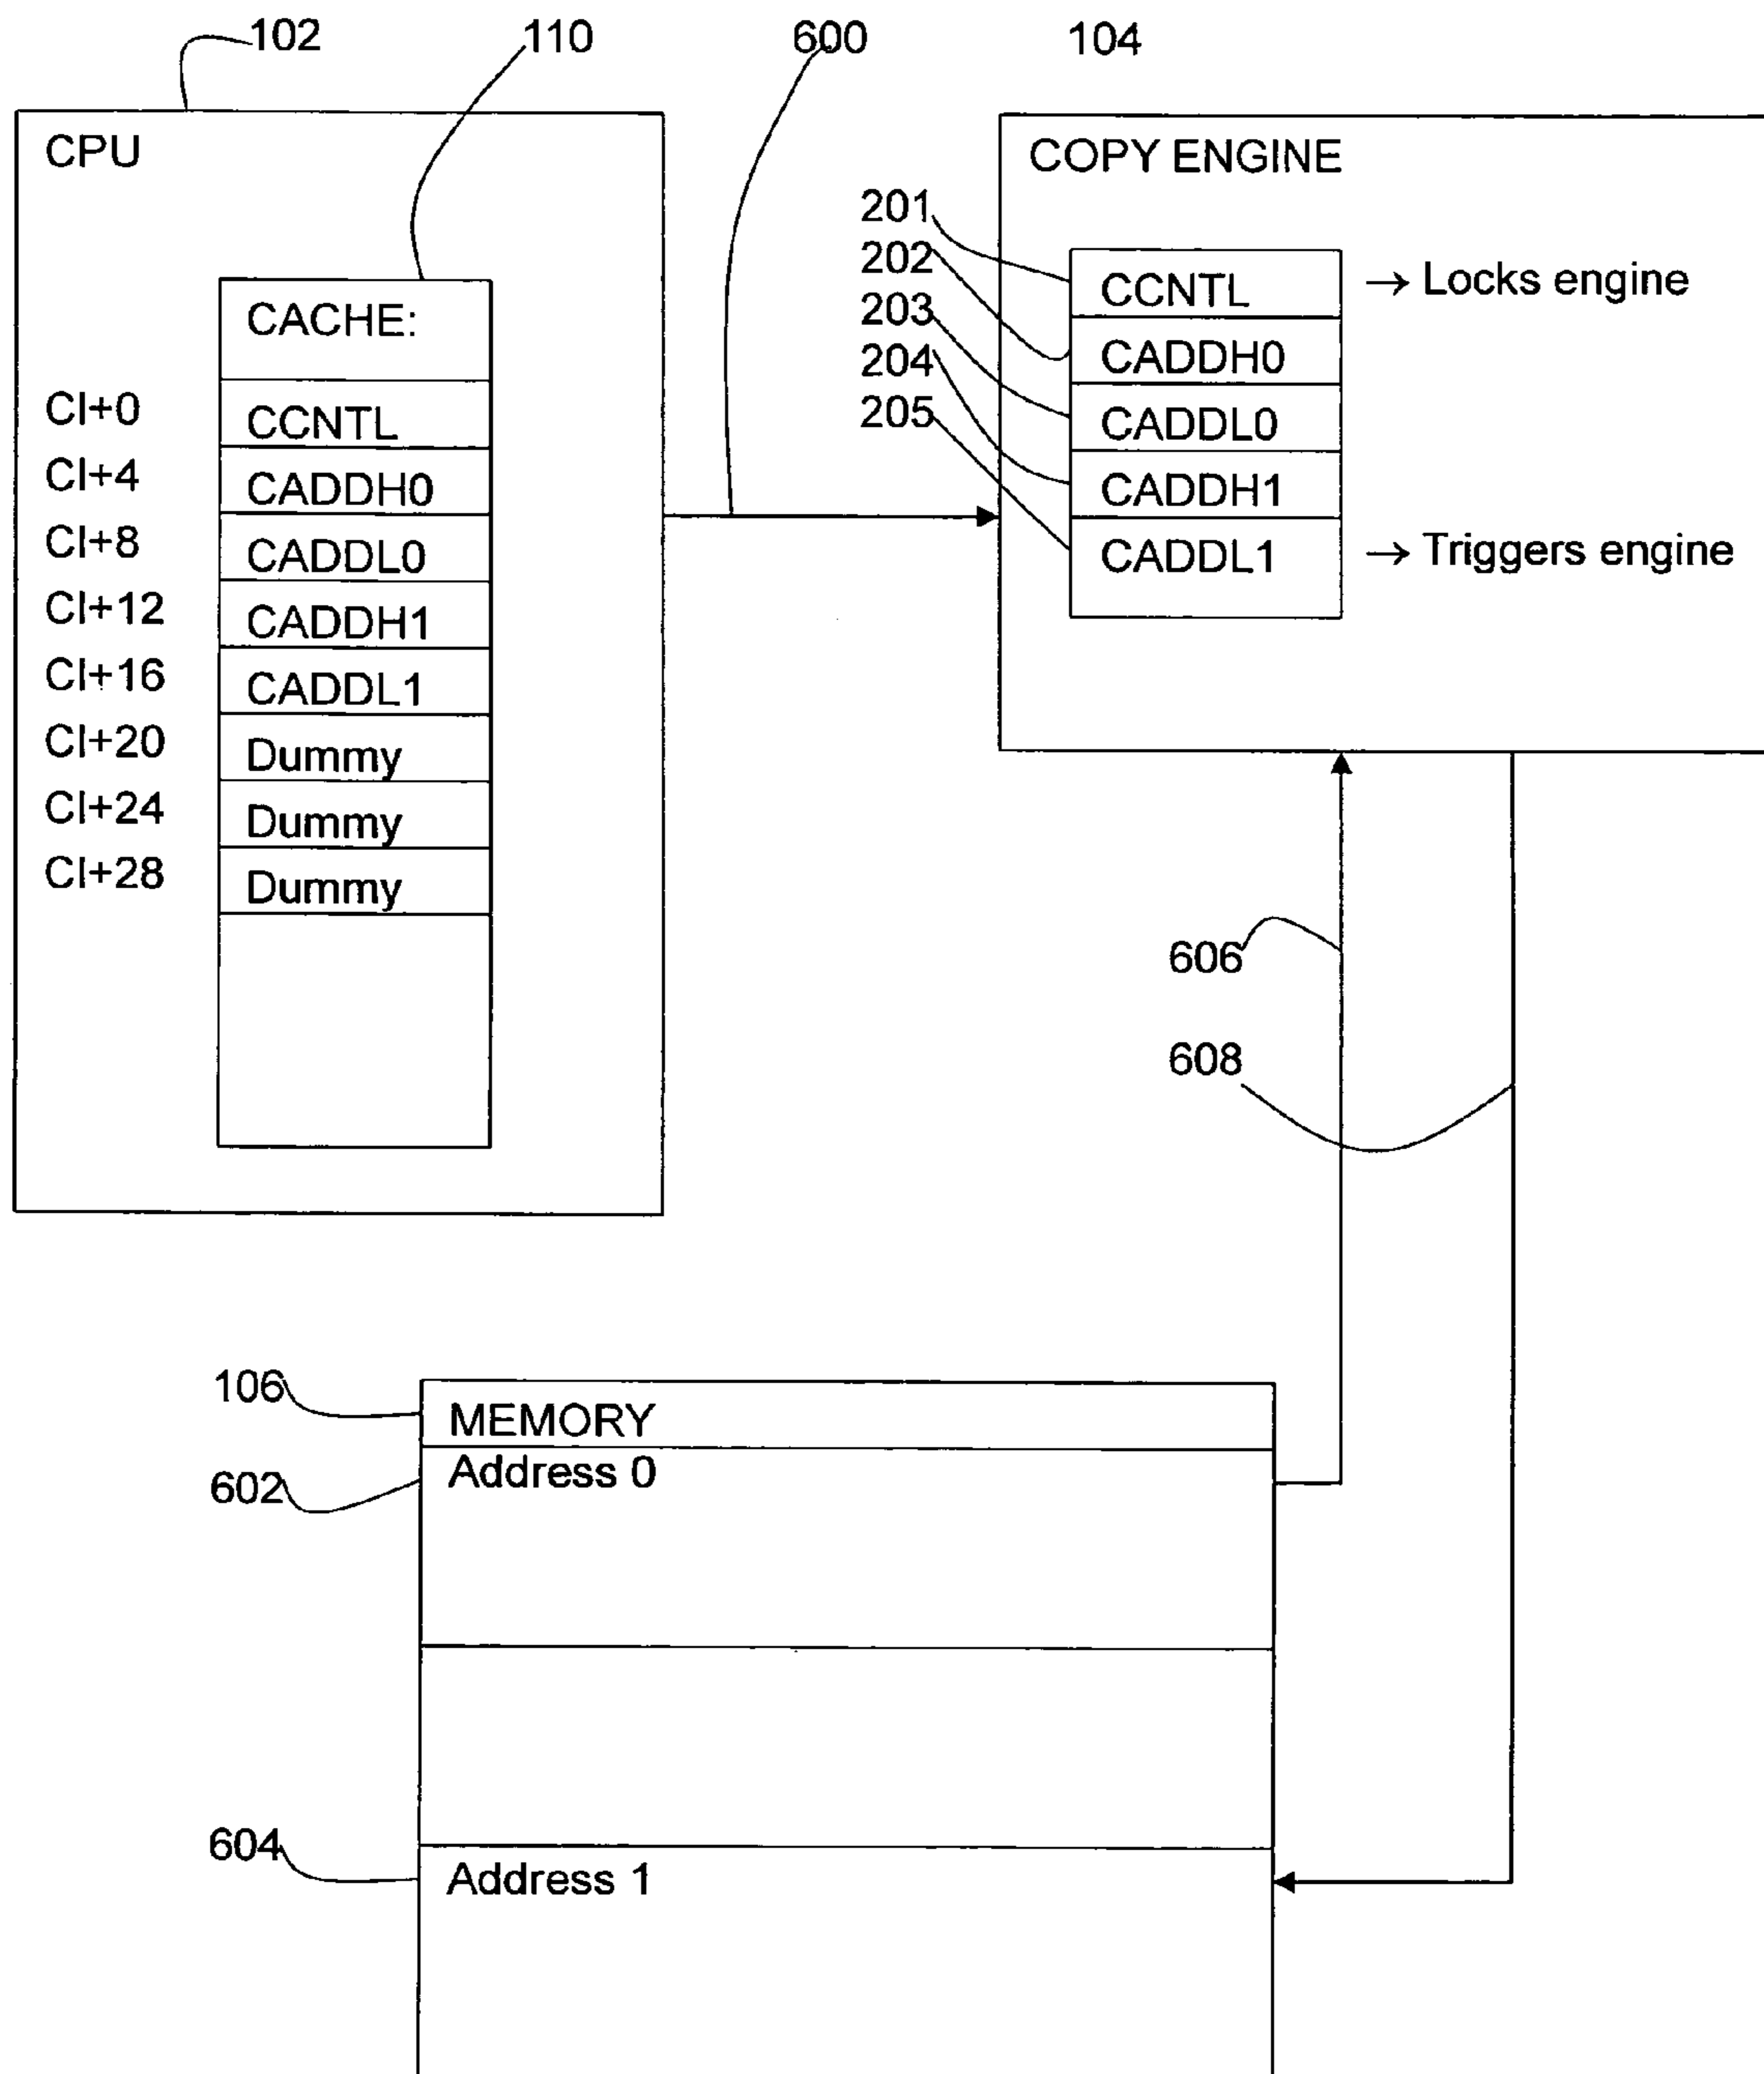 102
110
600
104
CPU
CACHE:
CI+0
CCNTL
CI+4
CADDH0
CI+8
CADDL0
CI+12
CADDH1
CI+16
CADDL1
CI+20
Dummy
CI+24
Dummy
CI+28
Dummy
COPY ENGINE
201
202
203
204
205
CCNTL
→ Locks engine
CADDH0
CADDL0
CADDH1
CADDL1
→ Triggers engine
606
608
106
MEMORY
602
Address 0
604
Address 1